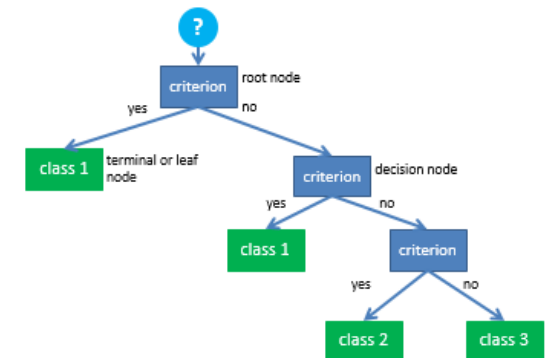 ?
criterion
root node
yes
no
class 1
terminal or leaf
node
criterion
decision node
yes
no
class 1
criterion
yes
no
class 2
class 3